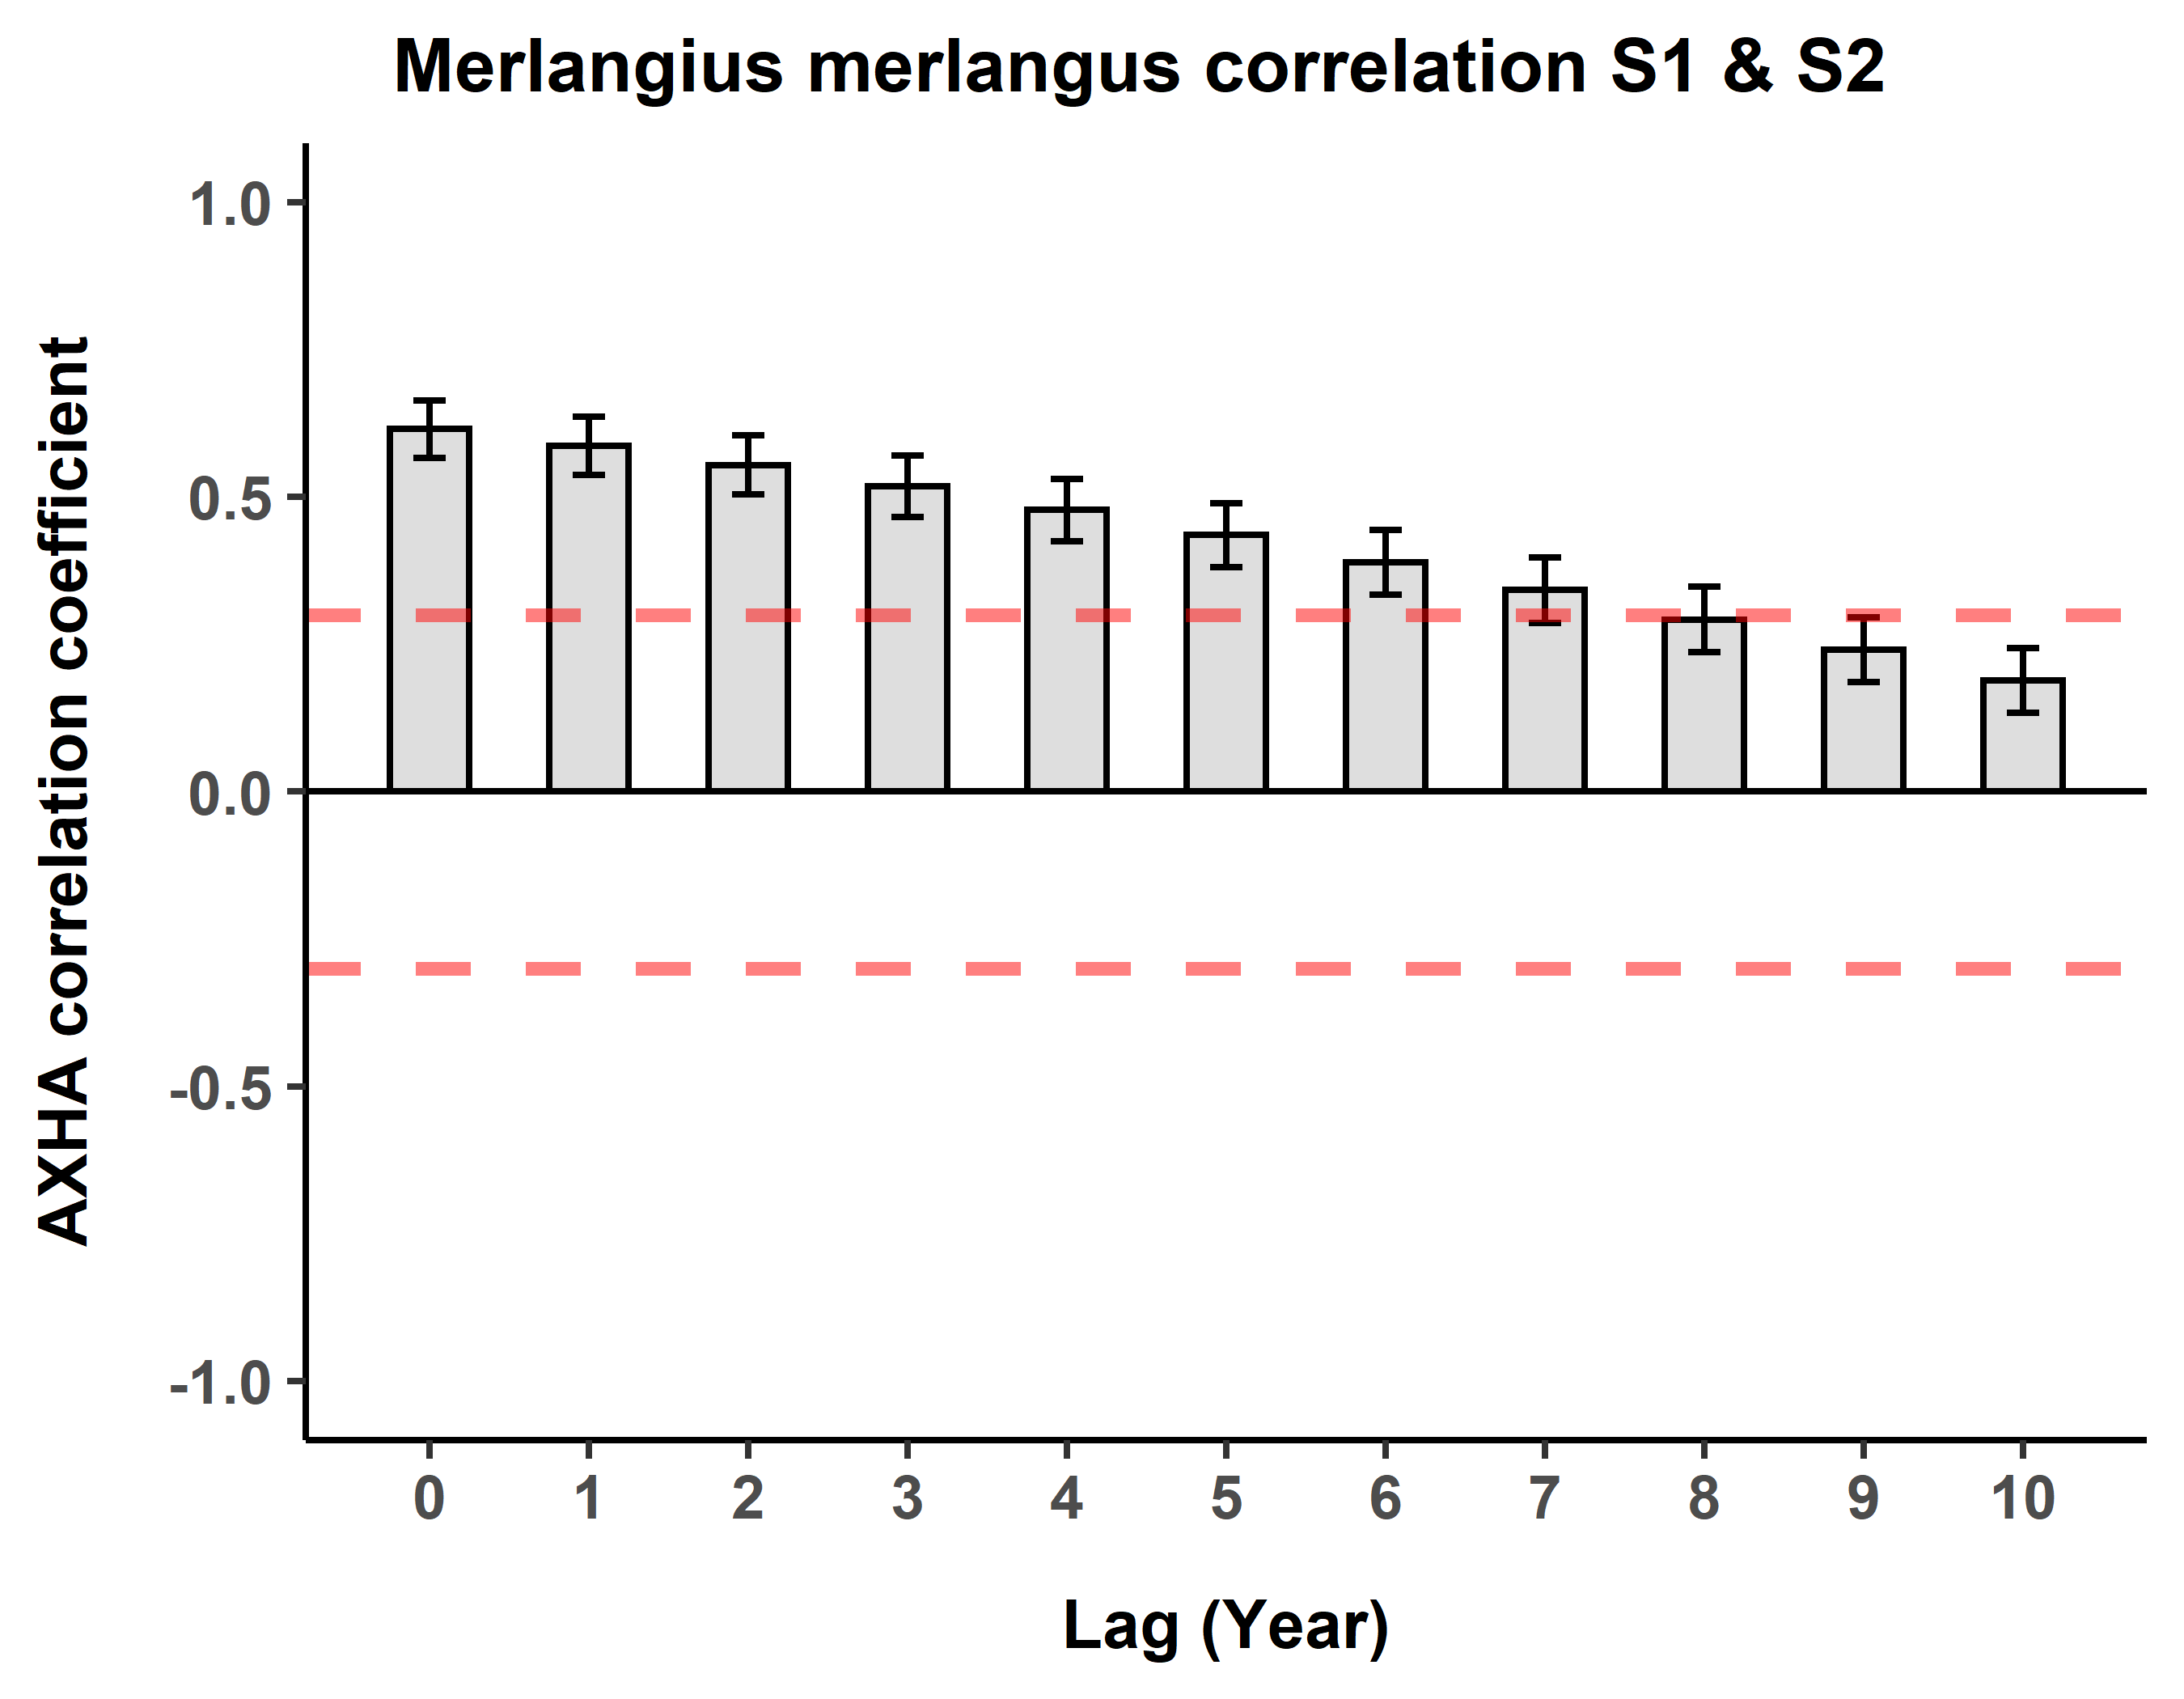 Merlangius merlangus correlation S1 & S2
AXHA correlation coefficient
1.0
0.5
0.0
-0.5
-1.0
0 1 2 3 4 5 6 7 8 9 10
Lag (Year)